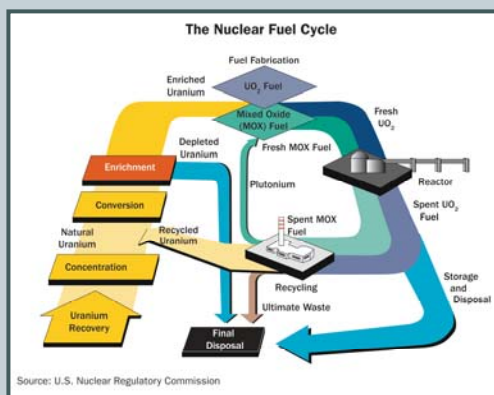 The Nuclear Fuel Cycle
Fuel Fabrication
Enriched
Uranium
UO₂ Fuel
Mixed Oxide
(MOX) Fuel
Fresh
UO₂
Depleted
Uranium
Fresh MOX Fuel
Enrichment
Plutonium
Reactor
Conversion
Spent UO₂
Fuel
Natural
Uranium
Recycled
Uranium
Spent MOX
Fuel
Concentration
Recycling
Storage
and
Disposal
Uranium
Recovery
Ultimate Waste
Final
Disposal
Source: U.S. Nuclear Regulatory Commission